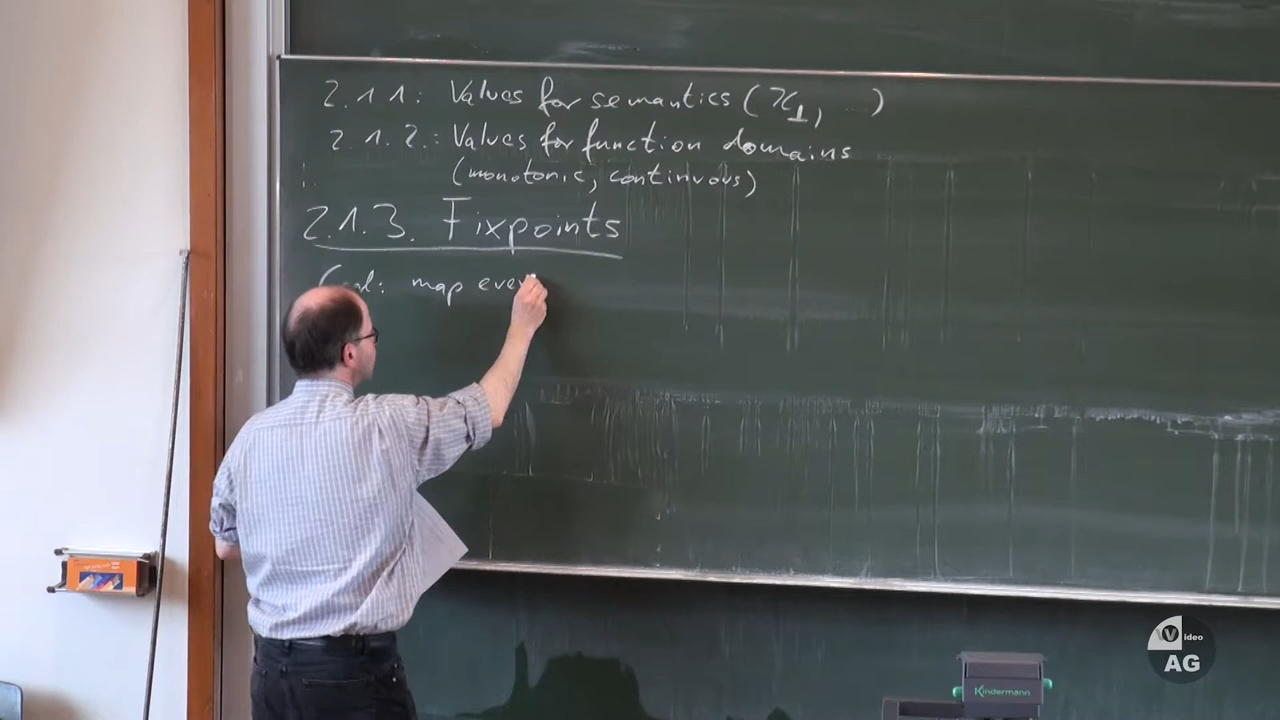 2.1.1: Values for semantics (ℤ⊥, ...)
2.1.2.: Values for function domains
(monotonic, continuous)
2.1.3. Fixpoints
map
Video AG
Kindermann